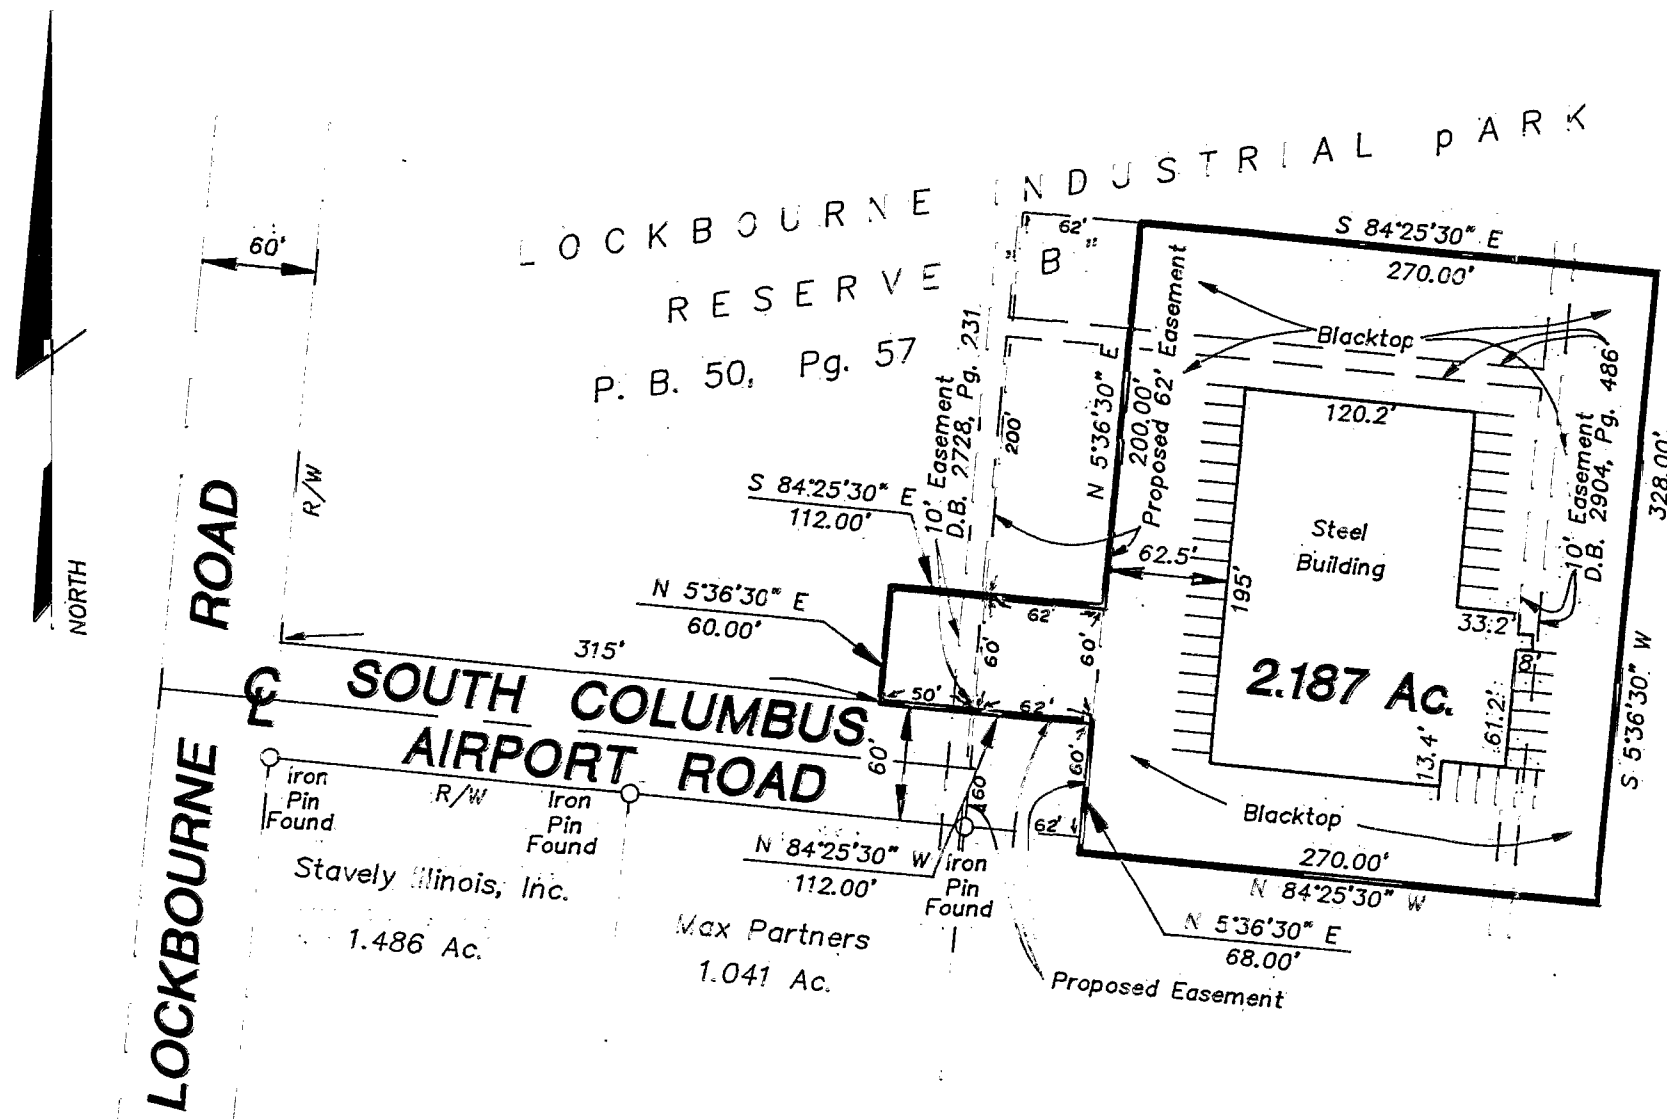 LOCKBOURNE INDUSTRIAL pARK
RESERVE "B"
P. B. 50, Pg. 57
60'
R/W
NORTH
LOCKBOURNE ROAD
62'
S 84°25'30" E
270.00'
Blacktop
10' Easement
D.B. 2728, Pg. 231
200'
N 5°36'30" E
200.00'
Proposed 62' Easement
120.2'
10' Easement
D.B. 2904, Pg. 486
328.00'
S 5°36'30" W
S 84°25'30" E
112.00'
N 5°36'30" E
60.00'
62.5'
195'
Steel
Building
33.2'
8'
61.2'
13.4'
2.187 Ac.
62'
60'
60'
50'
62'
315'
CL SOUTH COLUMBUS
AIRPORT ROAD
60'
60'
60
62'
iron
Pin
Found
R/W
Iron
Pin
Found
Iron
Pin
Found
N 84°25'30" W
112.00'
Blacktop
270.00'
N 84°25'30" W
N 5°36'30" E
68.00'
Stavely Illinois, Inc.
1.486 Ac.
Max Partners
1.041 Ac.
Proposed Easement